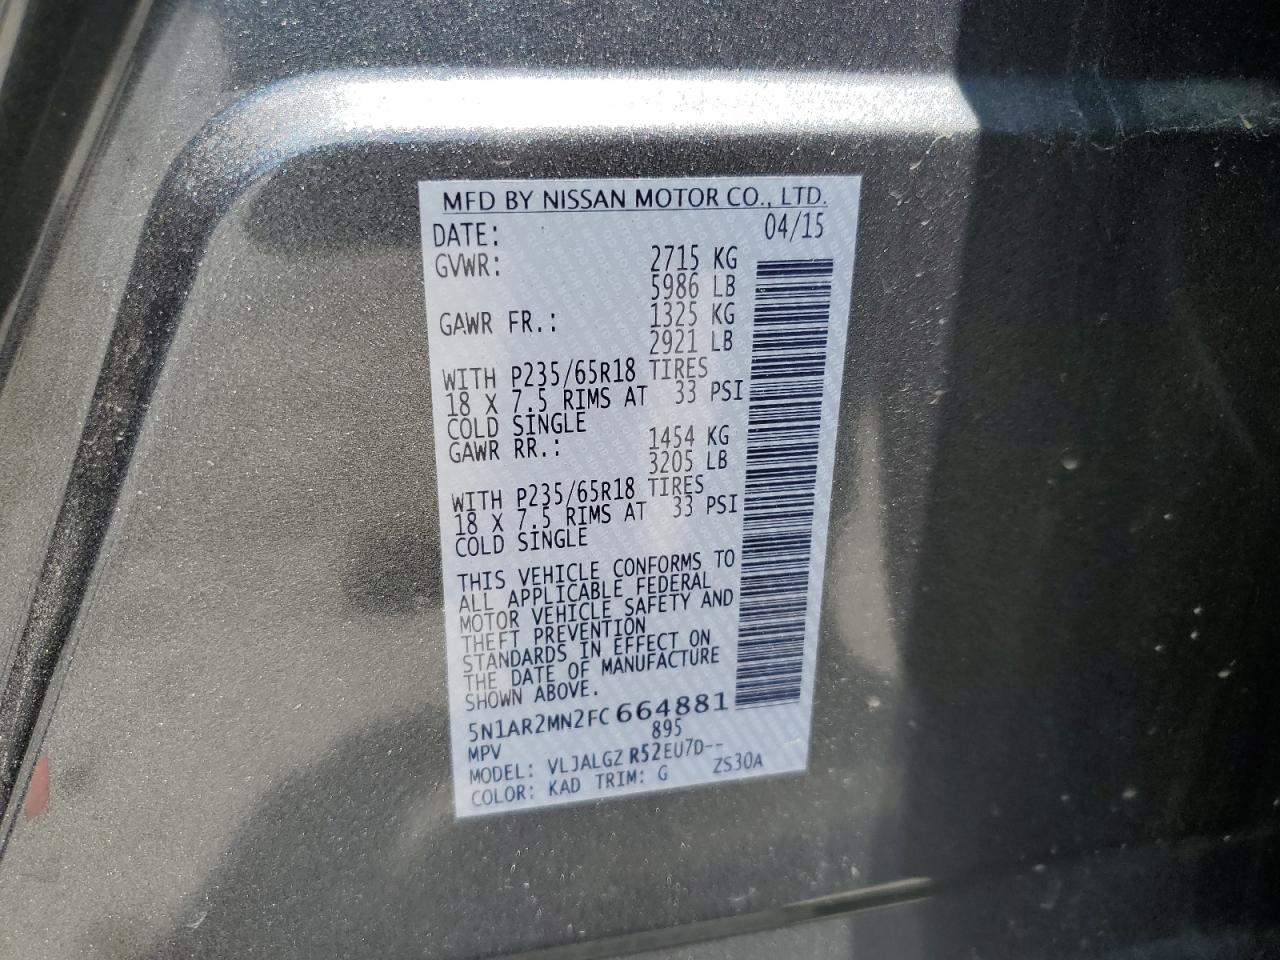 MFD BY NISSAN MOTOR CO., LTD.
DATE: 04/15
GVWR: 2715 KG
5986 LB
GAWR FR.: 1325 KG
2921 LB
WITH P235/65R18 TIRES
18 X 7.5 RIMS AT 33 PSI
COLD SINGLE
GAWR RR.: 1454 KG
3205 LB
WITH P235/65R18 TIRES
18 X 7.5 RIMS AT 33 PSI
COLD SINGLE
THIS VEHICLE CONFORMS TO
ALL APPLICABLE FEDERAL
MOTOR VEHICLE SAFETY AND
THEFT PREVENTION
STANDARDS IN EFFECT ON
THE DATE OF MANUFACTURE
SHOWN ABOVE.
5N1AR2MN2FC664881
MPV 895
MODEL: VLJALGZ R52EU7D--
COLOR: KAD TRIM: G ZS30A